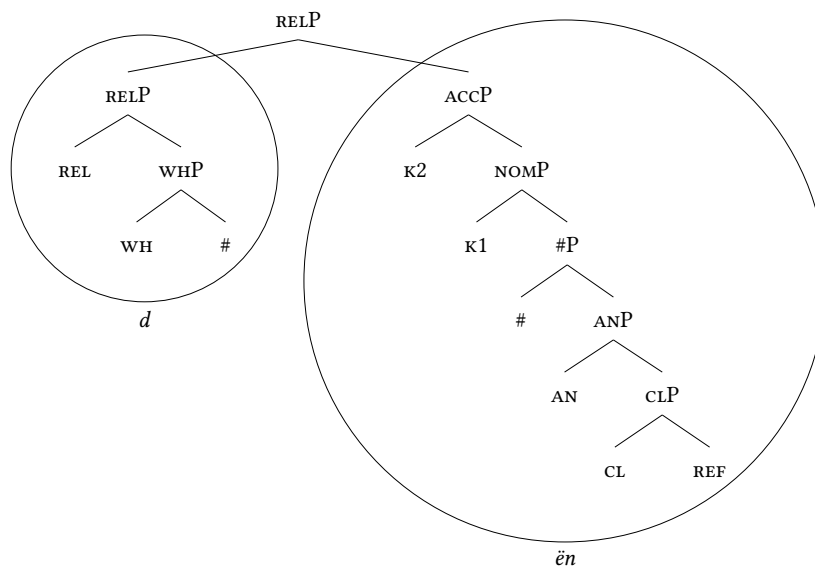 RELP
RELP ACCP
REL WHP K2 NOMP
WH # K1 #P
d # ANP
AN CLP
CL REF
ën